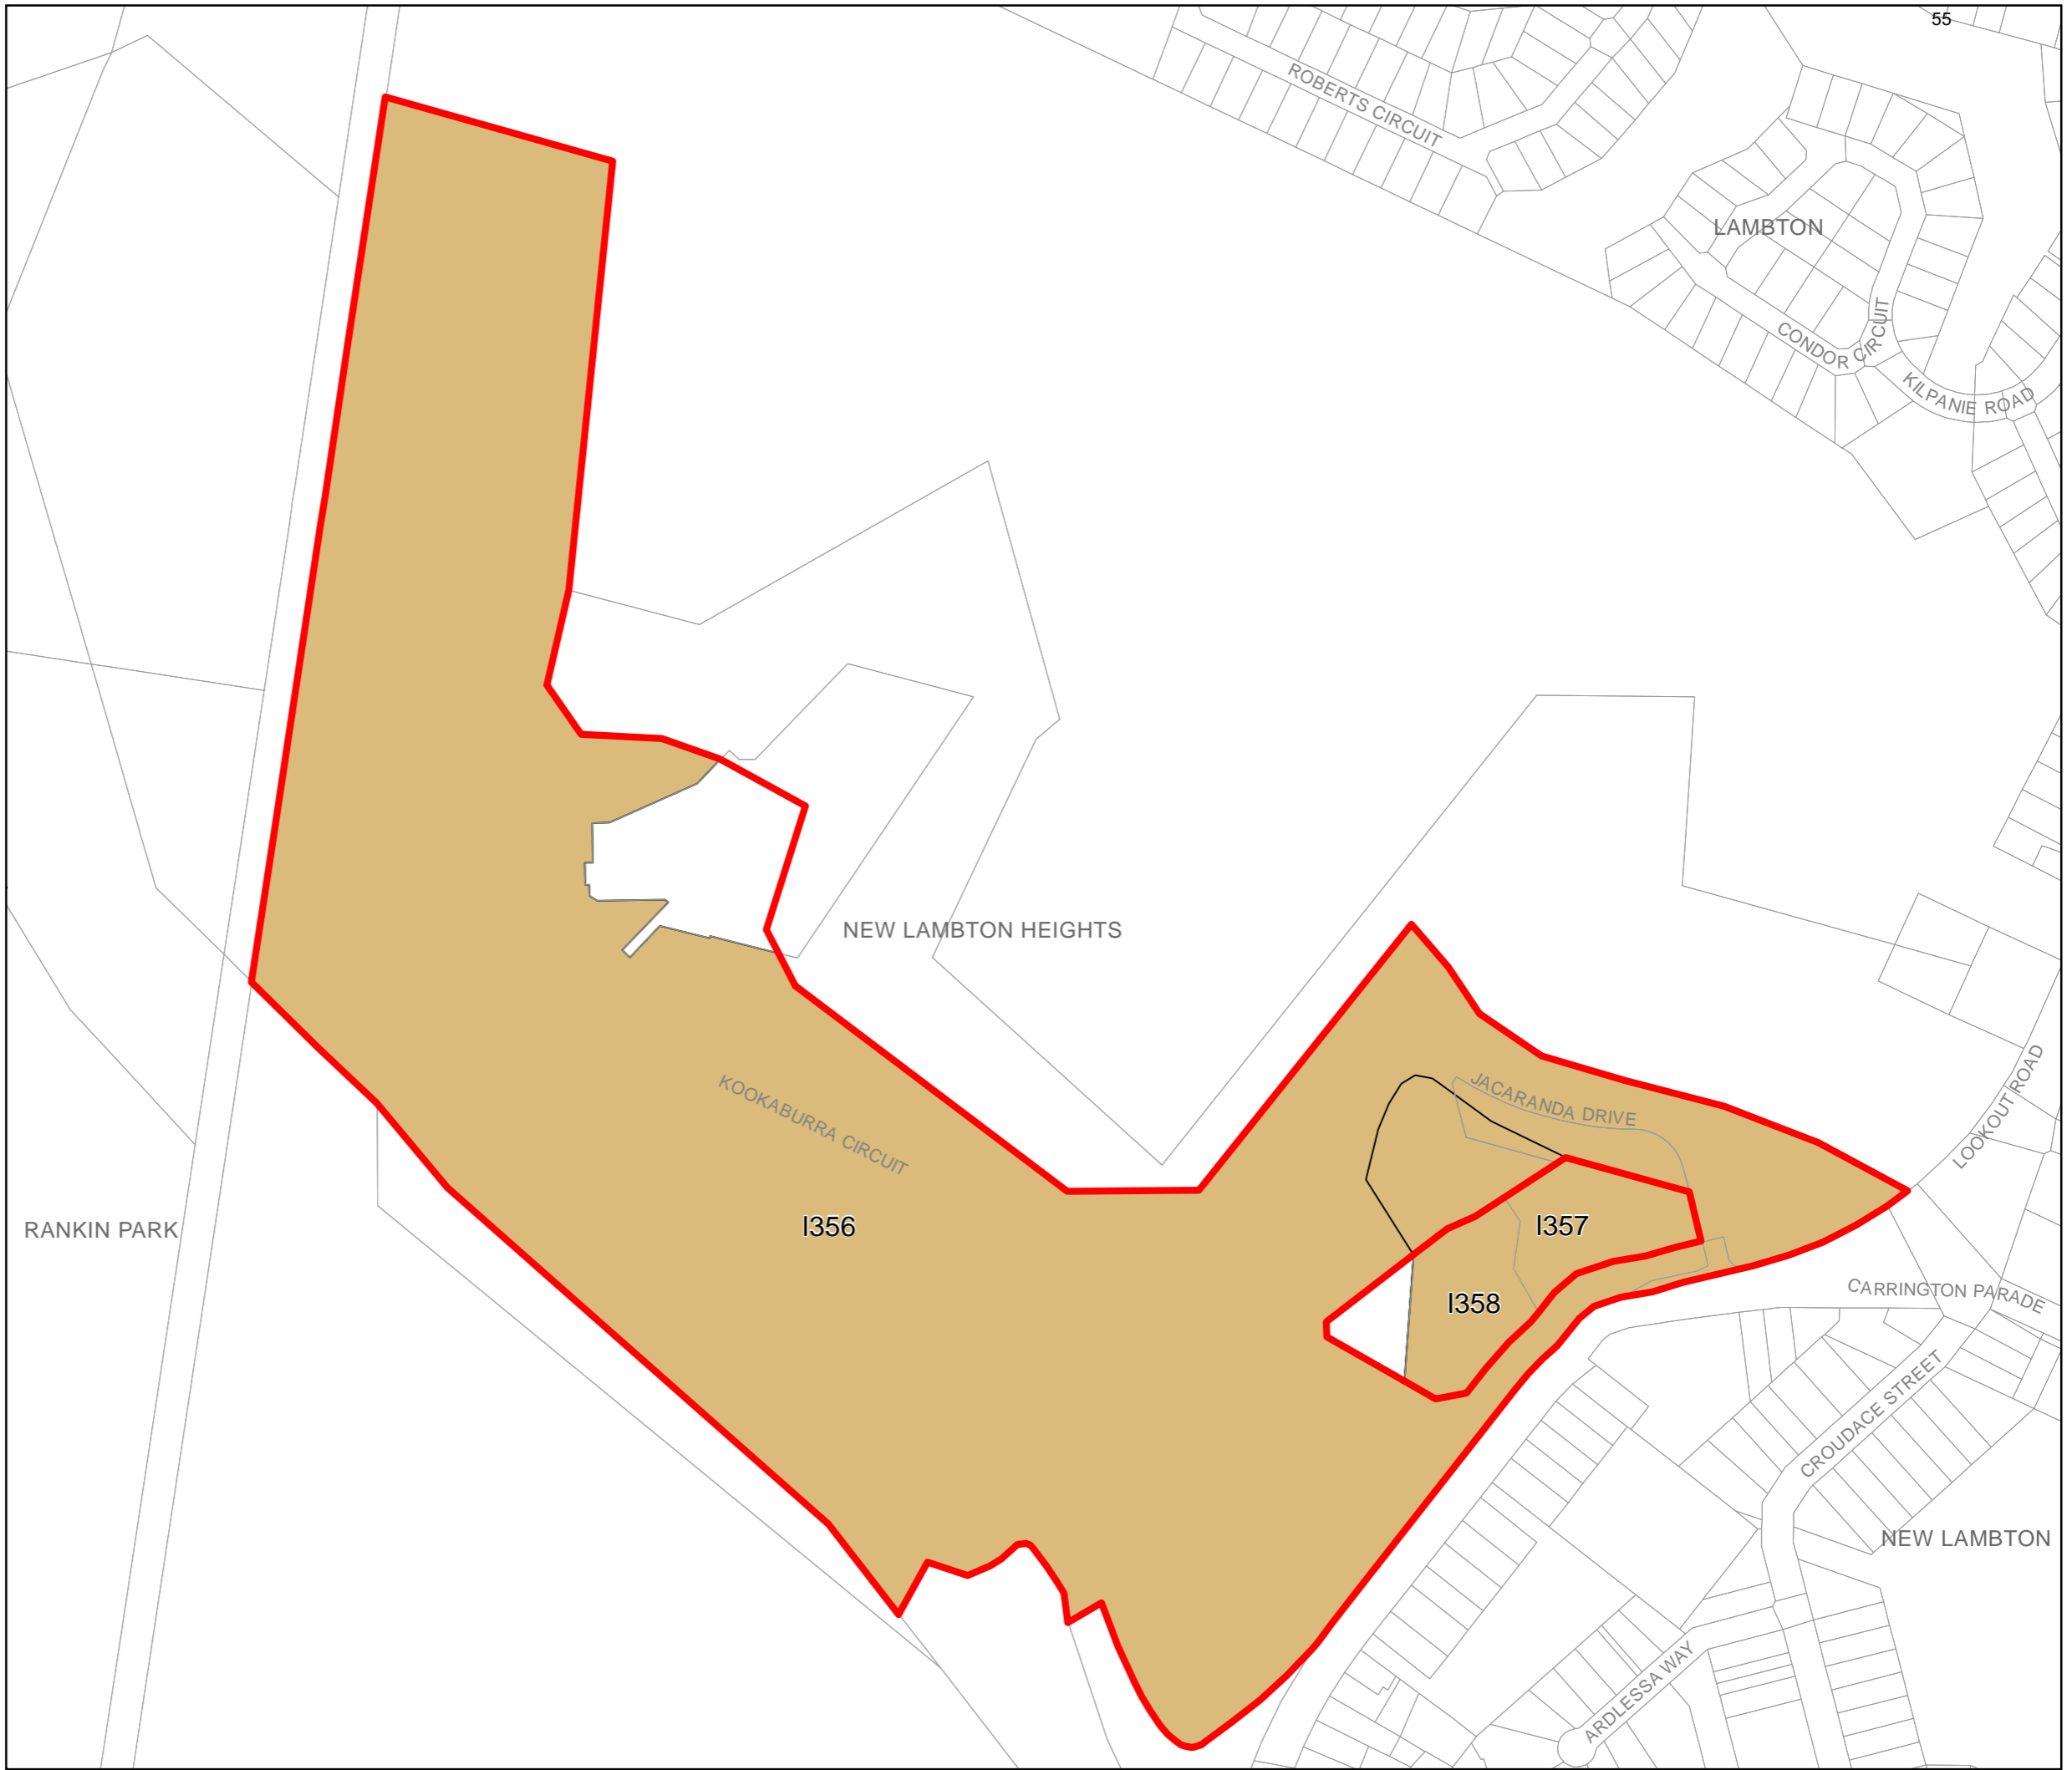 55
ROBERTS CIRCUIT
LAMBTON
CONDOR CIRCUIT
KILPANIE ROAD
NEW LAMBTON HEIGHTS
LOOKOUT ROAD
JACARANDA DRIVE
KOOKABURRA CIRCUIT
RANKIN PARK
I356
I357
I358
CARRINGTON PARADE
CROUDACE STREET
NEW LAMBTON
ARDLESSA WAY